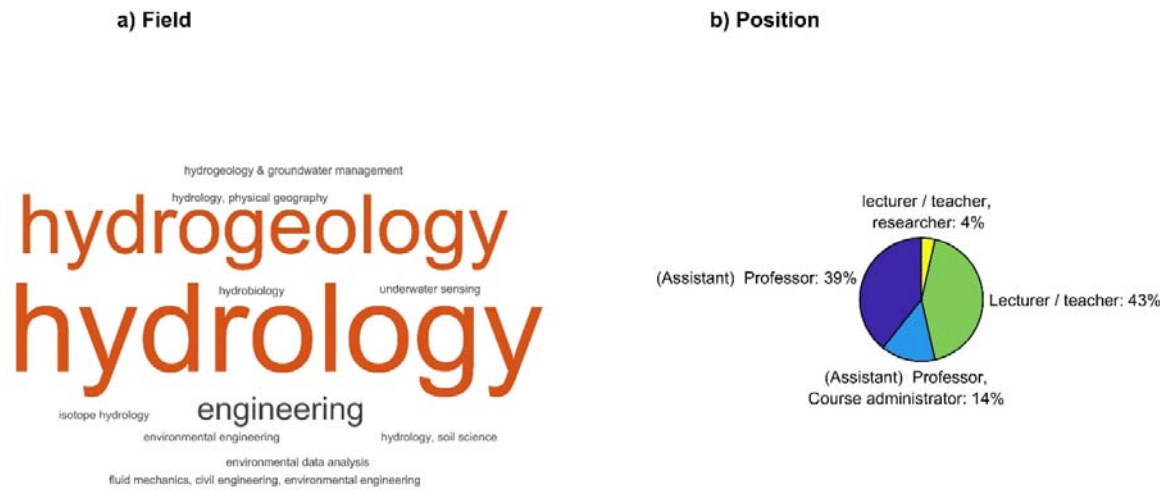 a) Field
hydrogeology & groundwater management
hydrology, physical geography
hydrogeology
hydrobiology
underwater sensing
hydrology
isotope hydrology
engineering
environmental engineering
hydrology, soil science
environmental data analysis
fluid mechanics, civil engineering, environmental engineering
b) Position
lecturer / teacher,
researcher: 4%
(Assistant) Professor: 39%
Lecturer / teacher: 43%
(Assistant) Professor,
Course administrator: 14%